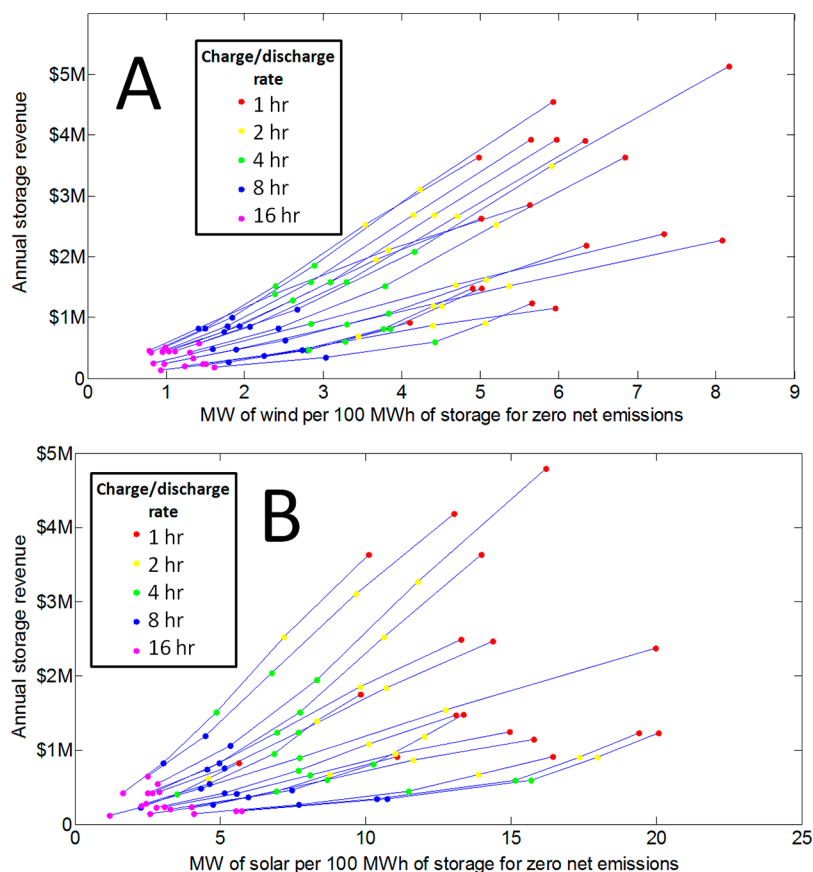 A
Charge/discharge
rate
1 hr
2 hr
4 hr
8 hr
16 hr
Annual storage revenue
$5M
$4M
$3M
$2M
$1M
0
0 1 2 3 4 5 6 7 8 9
MW of wind per 100 MWh of storage for zero net emissions
B
Charge/discharge
rate
1 hr
2 hr
4 hr
8 hr
16 hr
Annual storage revenue
$5M
$4M
$3M
$2M
$1M
0
0 5 10 15 20 25
MW of solar per 100 MWh of storage for zero net emissions